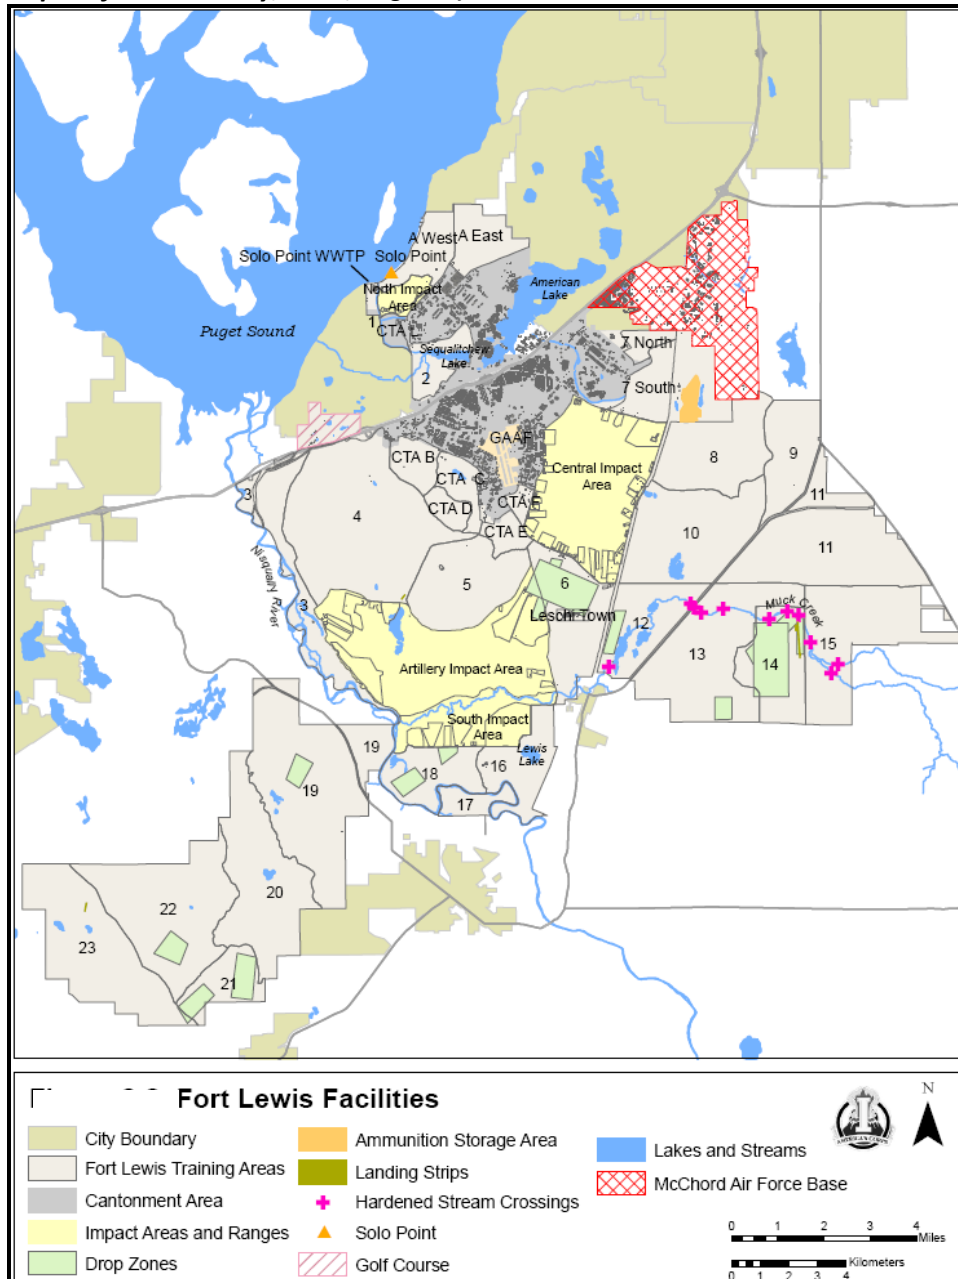 A West
A East
Solo Point WWTP
Solo Point
North Impact
Area
American
Lake
1
Puget Sound
Sequalitchew
Lake
7 North
2
7 South
GAAF
CTA B
Central Impact
Area
8
9
CTA C
3
CTA D
11
4
CTA E
10
11
Nisqually River
5
6
3
Leschi Town
Muck Creek
12
13
15
14
Artillery Impact Area
South Impact
Area
19
Lewis
Lake
18
16
19
17
20
22
23
21
Fort Lewis Facilities
N
City Boundary
Fort Lewis Training Areas
Cantonment Area
Impact Areas and Ranges
Drop Zones
Ammunition Storage Area
Landing Strips
Hardened Stream Crossings
Solo Point
Golf Course
Lakes and Streams
McChord Air Force Base
AMERICA'S CORPS
0 1 2 3 4
Miles
Kilometers
0 1 2 3 4